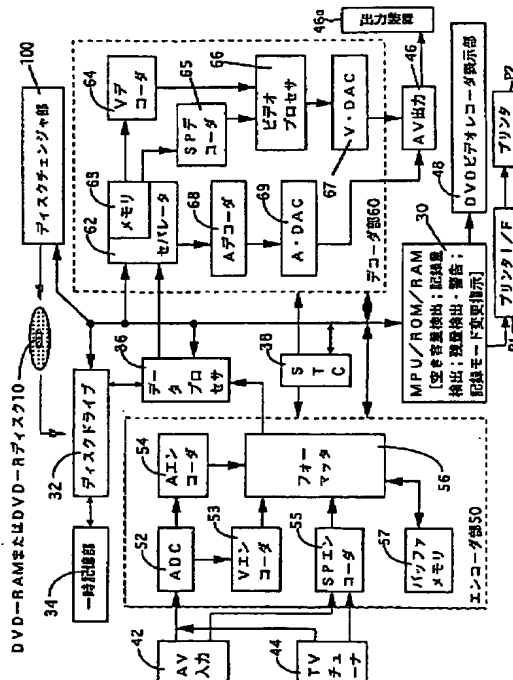 DVD-RAMまたはDVD-Rディスク10
100
ディスクチェンジャ部
32
ディスクドライブ
34
一時記憶部
36
データ
プロセサ
38
STC
62
63
メモリ
セパレータ
64
Vデ
コーダ
65
SPデ
コーダ
66
ビデオ
プロセサ
68
Aデコーダ
69
A・DAC
67
V・DAC
デコーダ部60
46a
出力装置
46
AV出力
48
DVDビデオレコーダ表示部
30
MPU/ROM/RAM
[空き容量検出;記録量
検出;残量検出・警告;
記録モード変更指示]
プリンタI/F
プリンタ
42
AV
入力
44
TV
チュ
ーナ
52
ADC
54
Aエン
コーダ
53
Vエン
コーダ
55
SPエン
コーダ
56
フォー
マッタ
57
バッファ
メモリ
エンコーダ部50